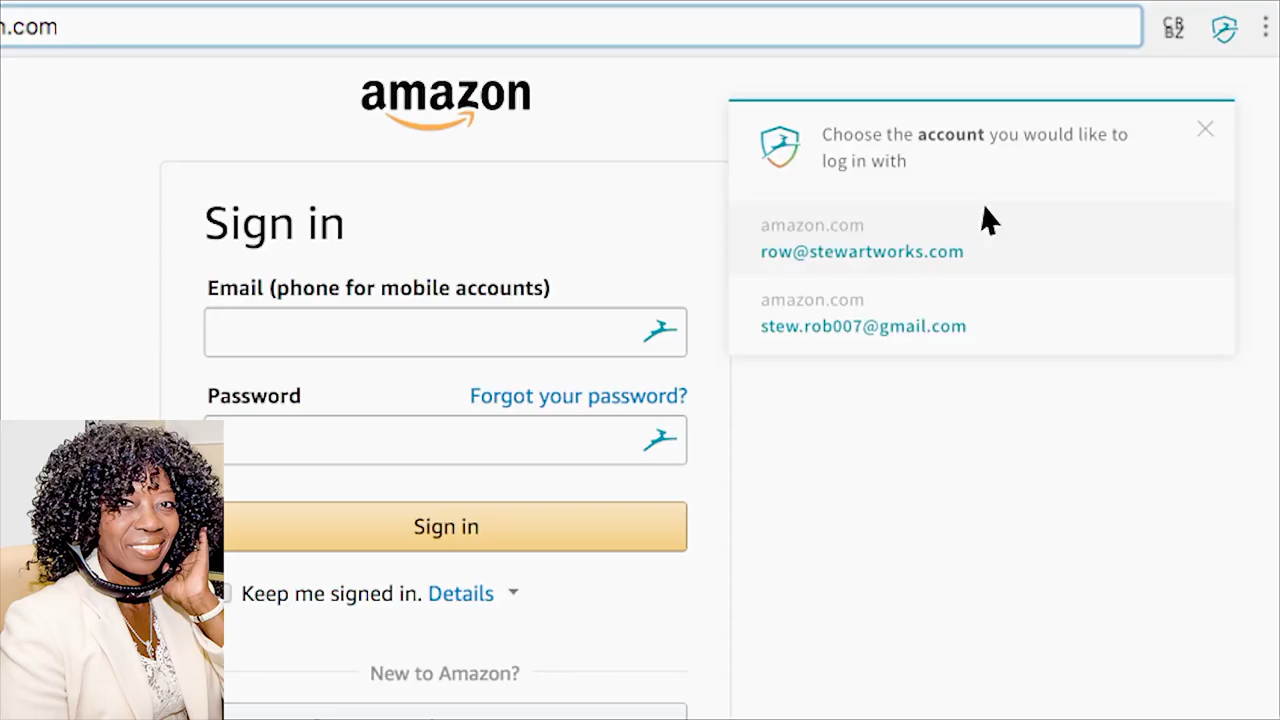 n.com
CB
BZ
amazon
Choose the account you would like to
log in with
amazon.com
row@stewartworks.com
amazon.com
stew.rob007@gmail.com
Sign in
Email (phone for mobile accounts)
Password
Forgot your password?
Sign in
Keep me signed in. Details
New to Amazon?